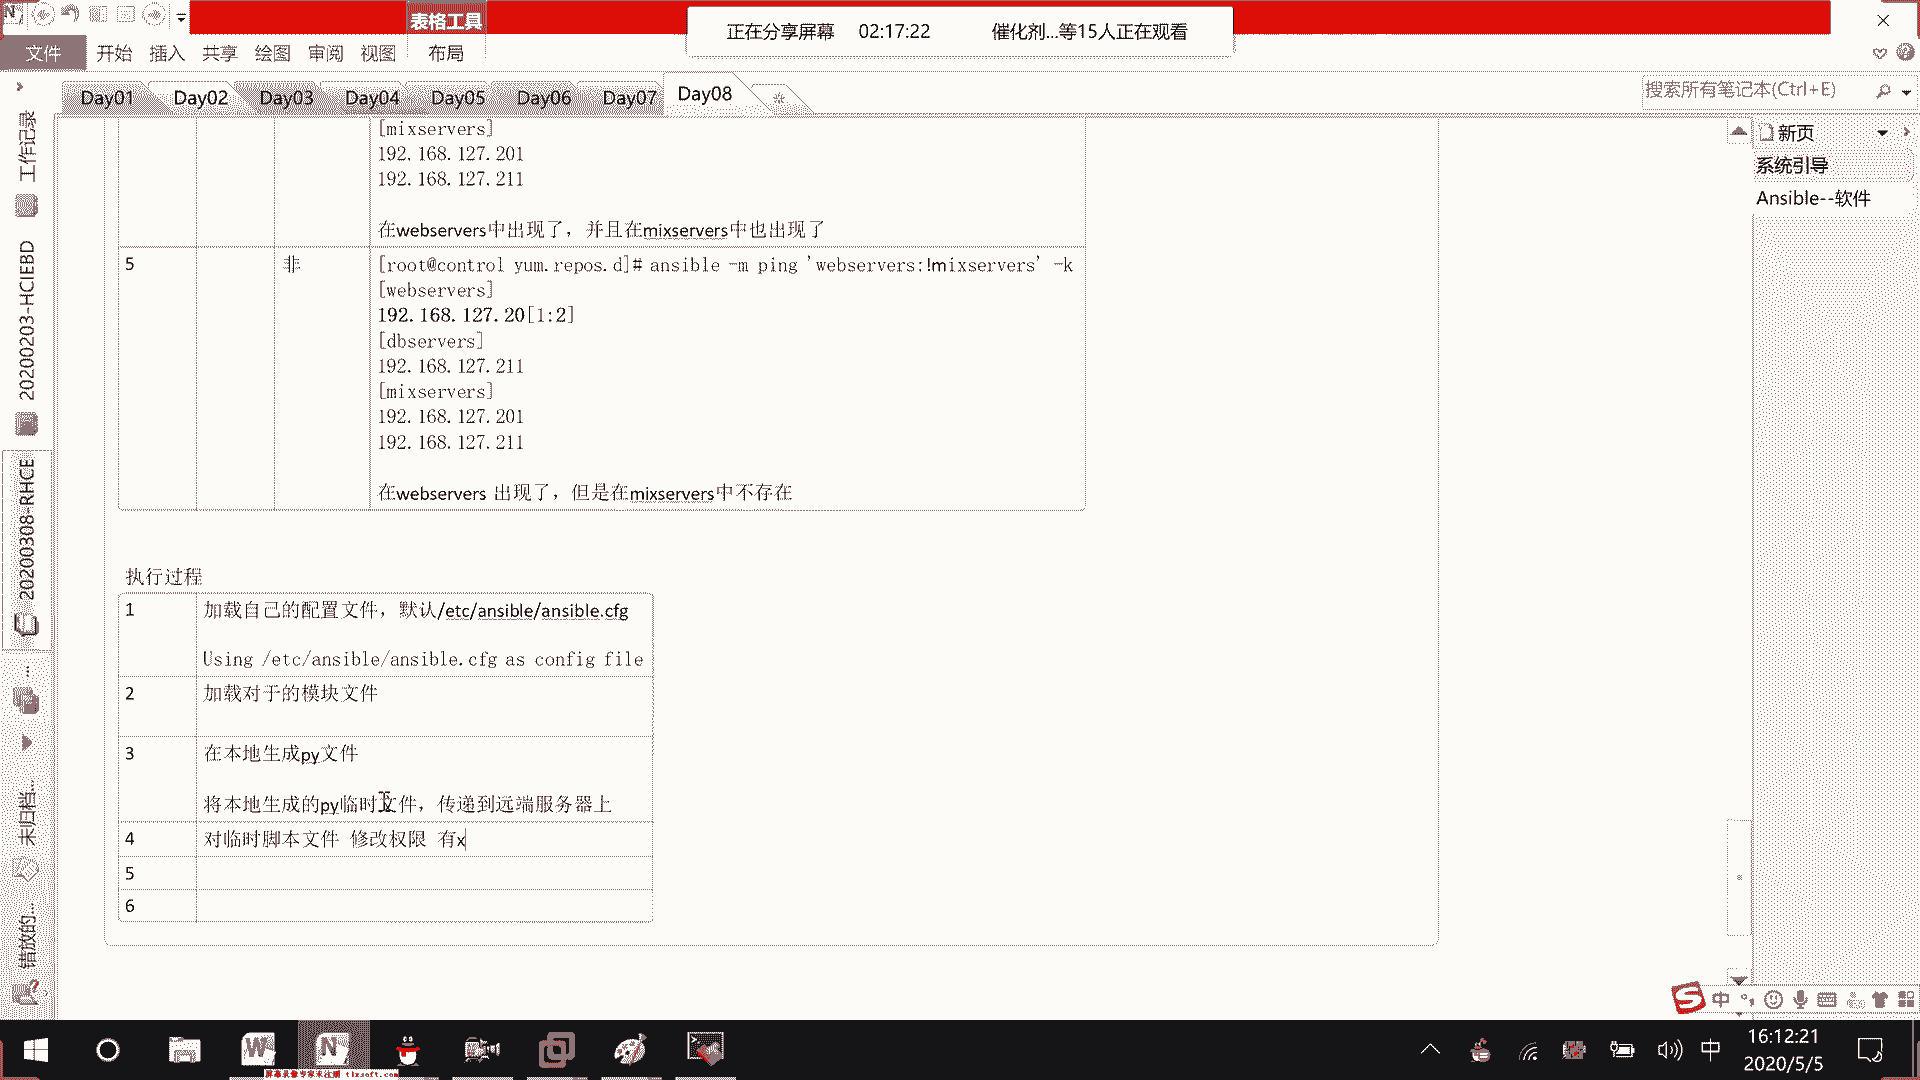 表格工具
正在分享屏幕 02:17:22 催化剂...等15人正在观看
文件 开始 插入 共享 绘图 审阅 视图 布局
Day01 Day02 Day03 Day04 Day05 Day06 Day07 Day08
搜索所有笔记本(Ctrl+E)
工作记录
20200203-HCIEBD
20200308-RHCE
未归档...
错放的...
新页
系统引导
Ansible--软件
[mixservers]
192.168.127.201
192.168.127.211
在webservers中出现了，并且在mixservers中也出现了
5 非 [root@control yum.repos.d]# ansible -m ping 'webservers:!mixservers' -k
[webservers]
192.168.127.20[1:2]
[dbservers]
192.168.127.211
[mixservers]
192.168.127.201
192.168.127.211
在webservers 出现了，但是在mixservers中不存在
执行过程
1 加载自己的配置文件，默认/etc/ansible/ansible.cfg
Using /etc/ansible/ansible.cfg as config file
2 加载对于的模块文件
3 在本地生成py文件
将本地生成的py临时文件，传递到远端服务器上
4 对临时脚本文件 修改权限 有x
5
6
中
屏幕录像专家未注册 tlxsoft.com
中
16:12:21
2020/5/5